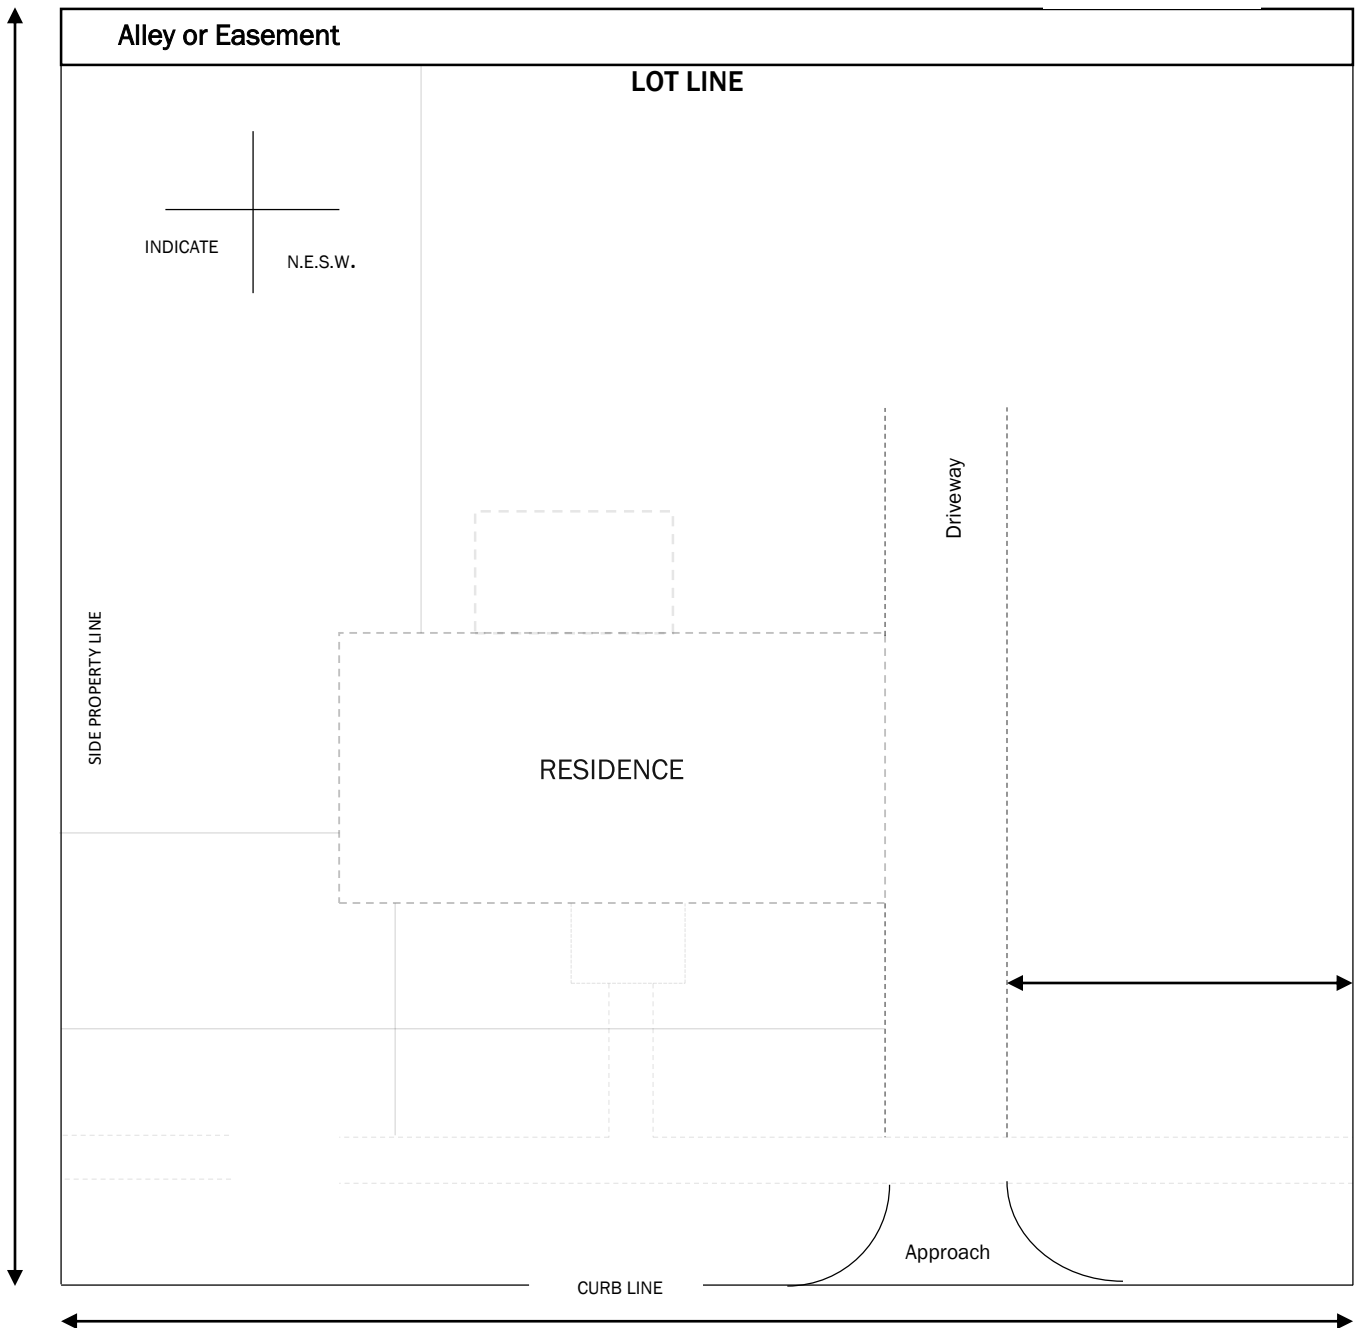 Alley or Easement
LOT LINE
INDICATE
N.E.S.W.
Driveway
SIDE PROPERTY LINE
RESIDENCE
Approach
CURB LINE